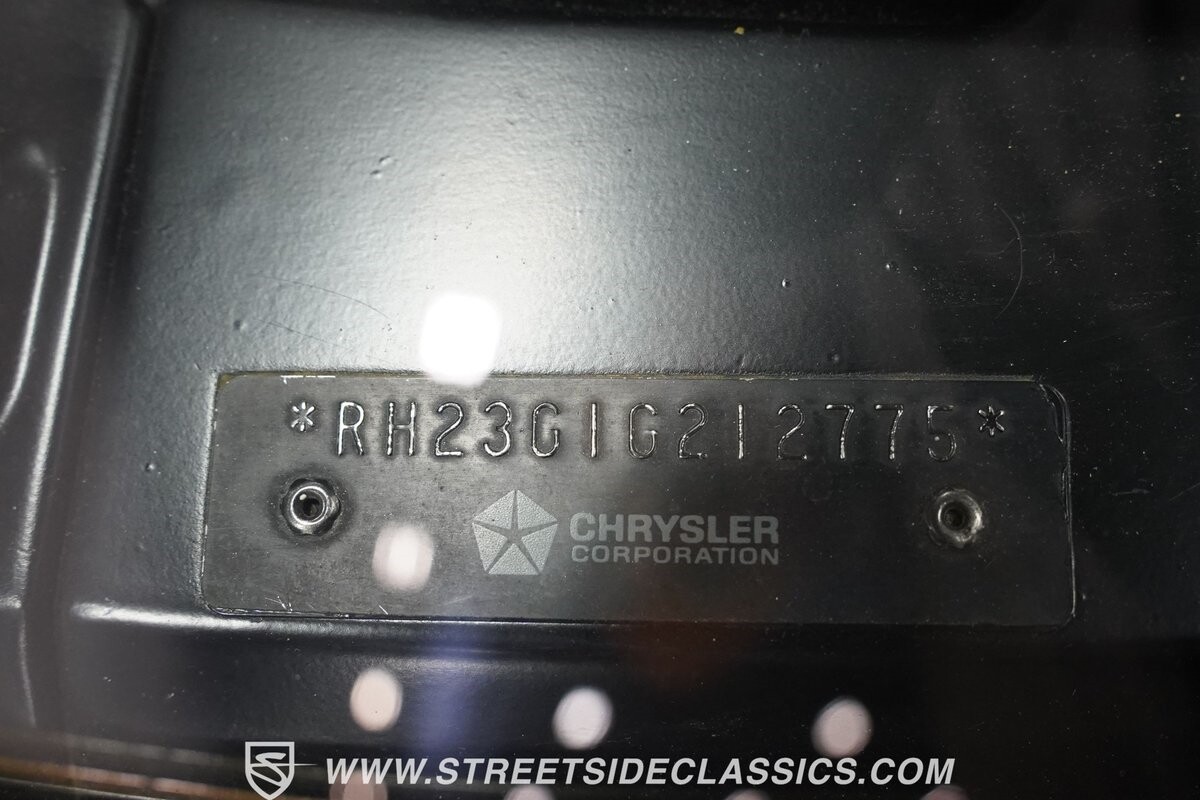 *RH23G1G212775*
CHRYSLER
CORPORATION
WWW.STREETSIDECLASSICS.COM